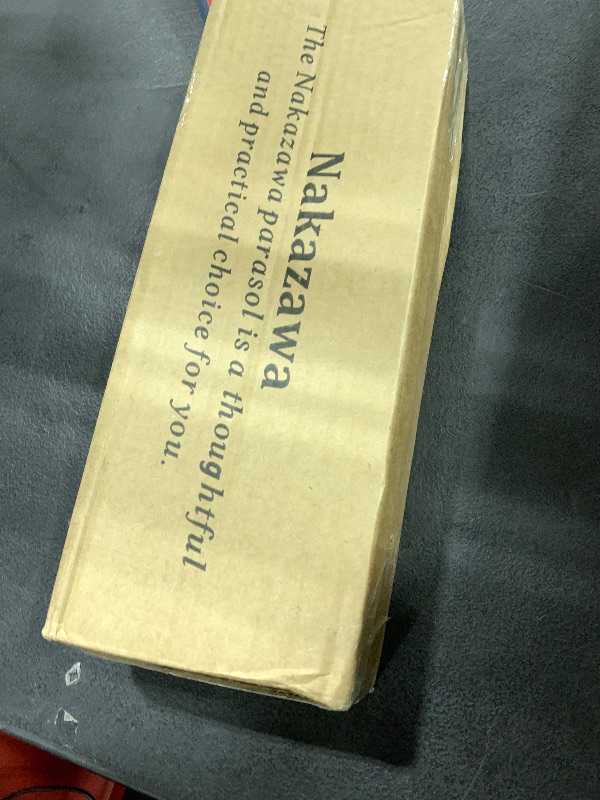 Nakazawa
The Nakazawa parasol is a thoughtful
and practical choice for you.